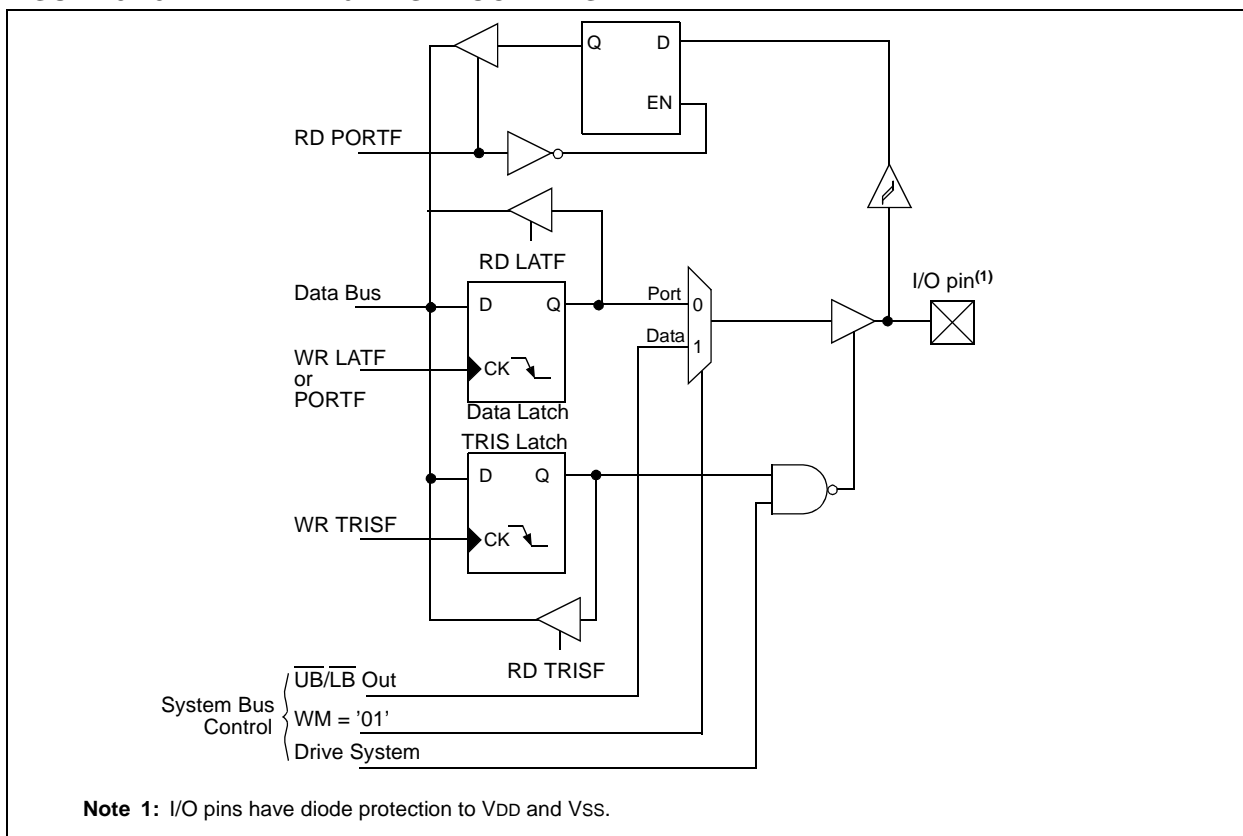 Q D
EN
RD PORTF
RD LATF
I/O pin(1)
Data Bus
D Q
Port 0
Data 1
WR LATF
or
PORTF
CK
Data Latch
TRIS Latch
D Q
WR TRISF
CK
RD TRISF
System Bus
Control
U̅B̅/L̅B̅ Out
WM = '01'
Drive System
Note 1: I/O pins have diode protection to VDD and VSS.